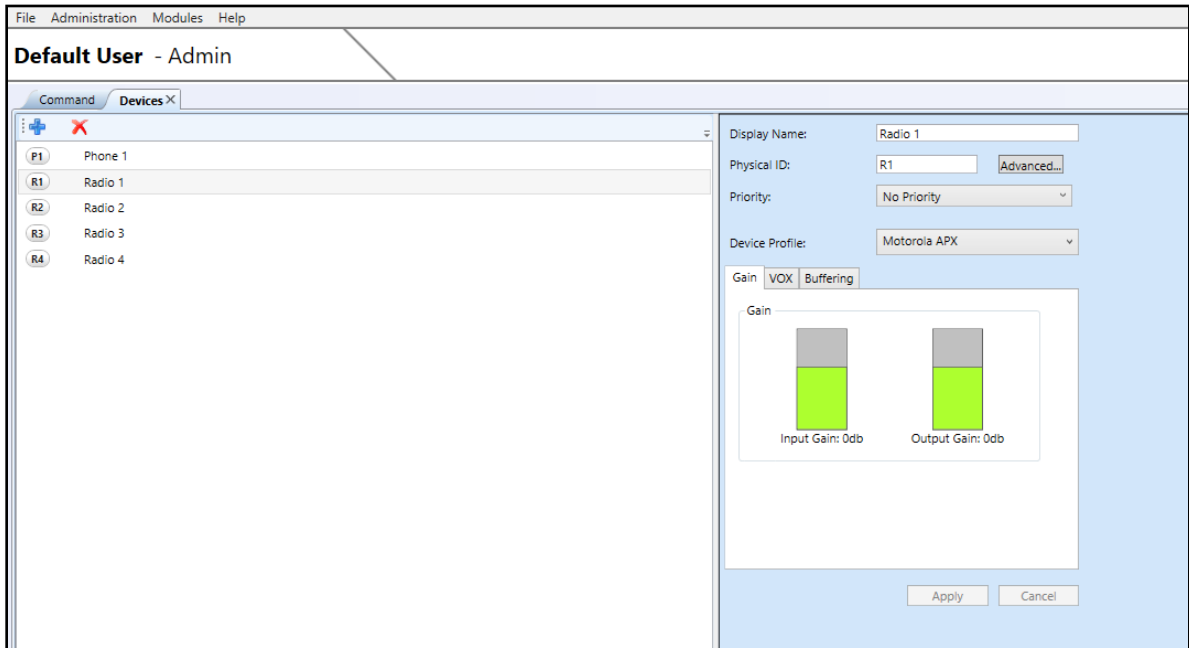 File Administration Modules Help
Default User - Admin
Command Devices
P1 Phone 1
R1 Radio 1
R2 Radio 2
R3 Radio 3
R4 Radio 4
Display Name: Radio 1
Physical ID: R1 Advanced...
Priority: No Priority
Device Profile: Motorola APX
Gain VOX Buffering
Gain
Input Gain: 0db Output Gain: 0db
Apply Cancel